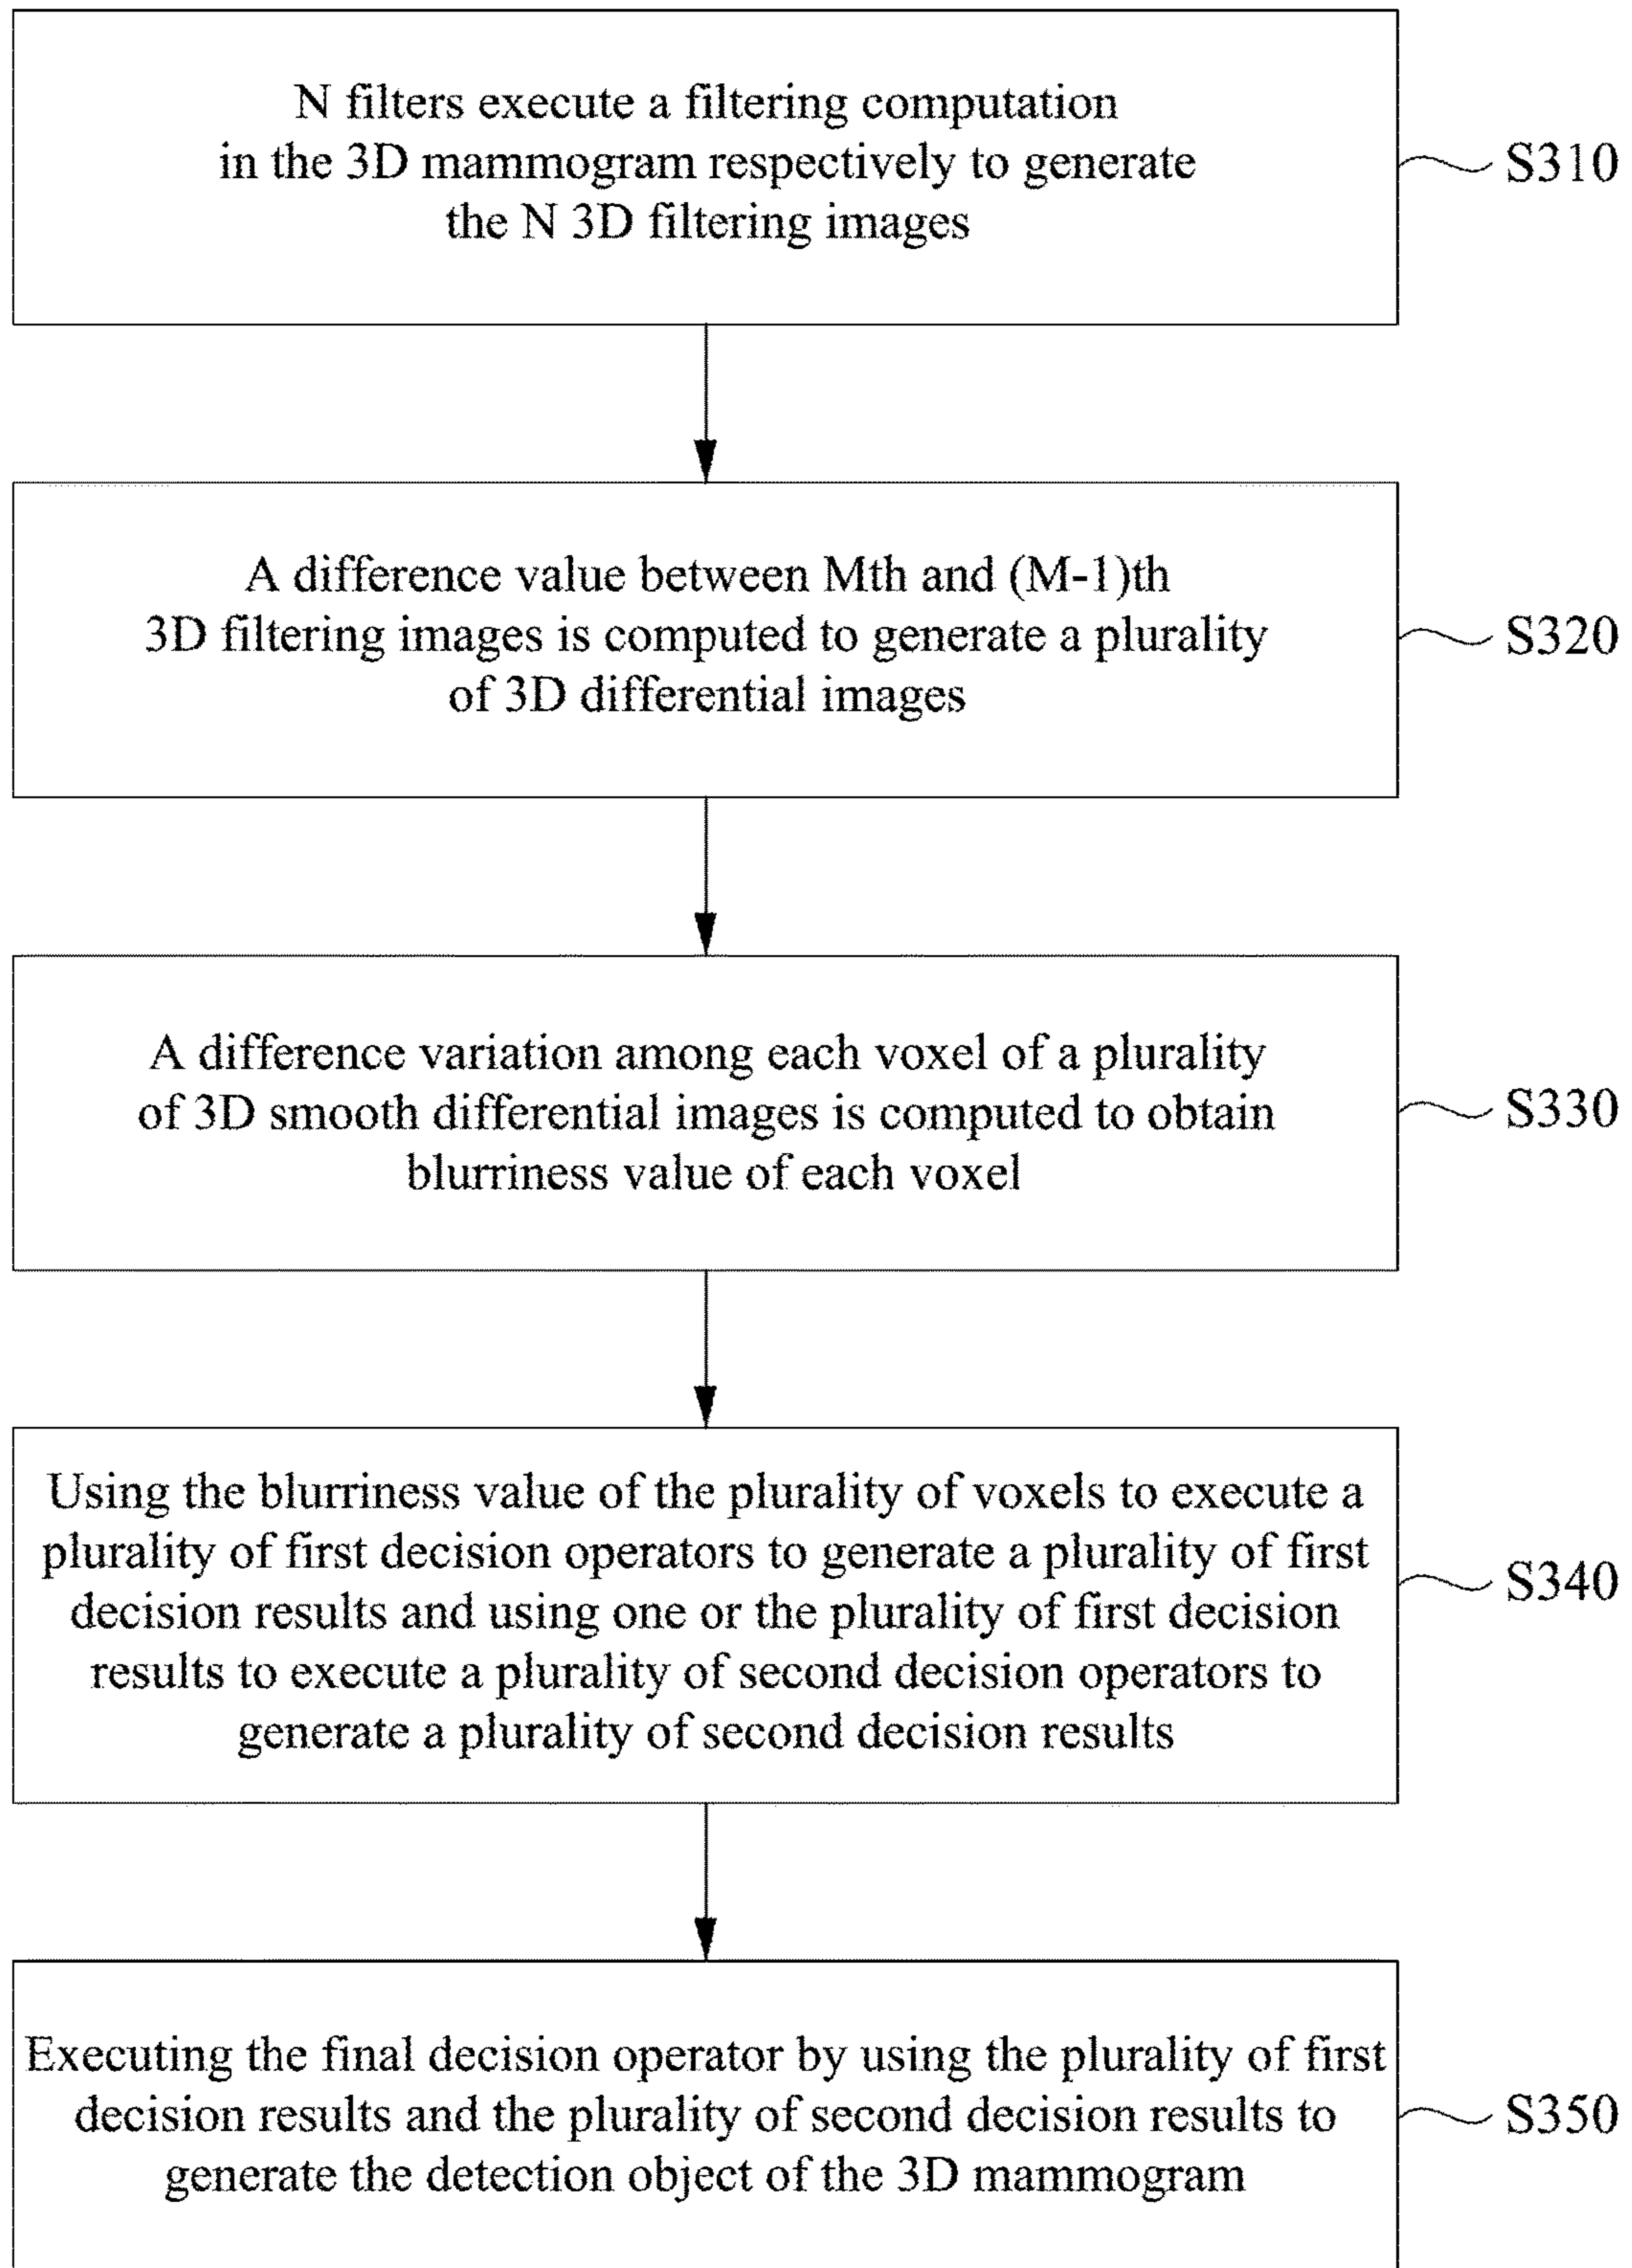 N filters execute a filtering computation
in the 3D mammogram respectively to generate
the N 3D filtering images
S310
A difference value between Mth and (M-1)th
3D filtering images is computed to generate a plurality
of 3D differential images
S320
A difference variation among each voxel of a plurality
of 3D smooth differential images is computed to obtain
blurriness value of each voxel
S330
Using the blurriness value of the plurality of voxels to execute a
plurality of first decision operators to generate a plurality of first
decision results and using one or the plurality of first decision
results to execute a plurality of second decision operators to
generate a plurality of second decision results
S340
Executing the final decision operator by using the plurality of first
decision results and the plurality of second decision results to
generate the detection object of the 3D mammogram
S350